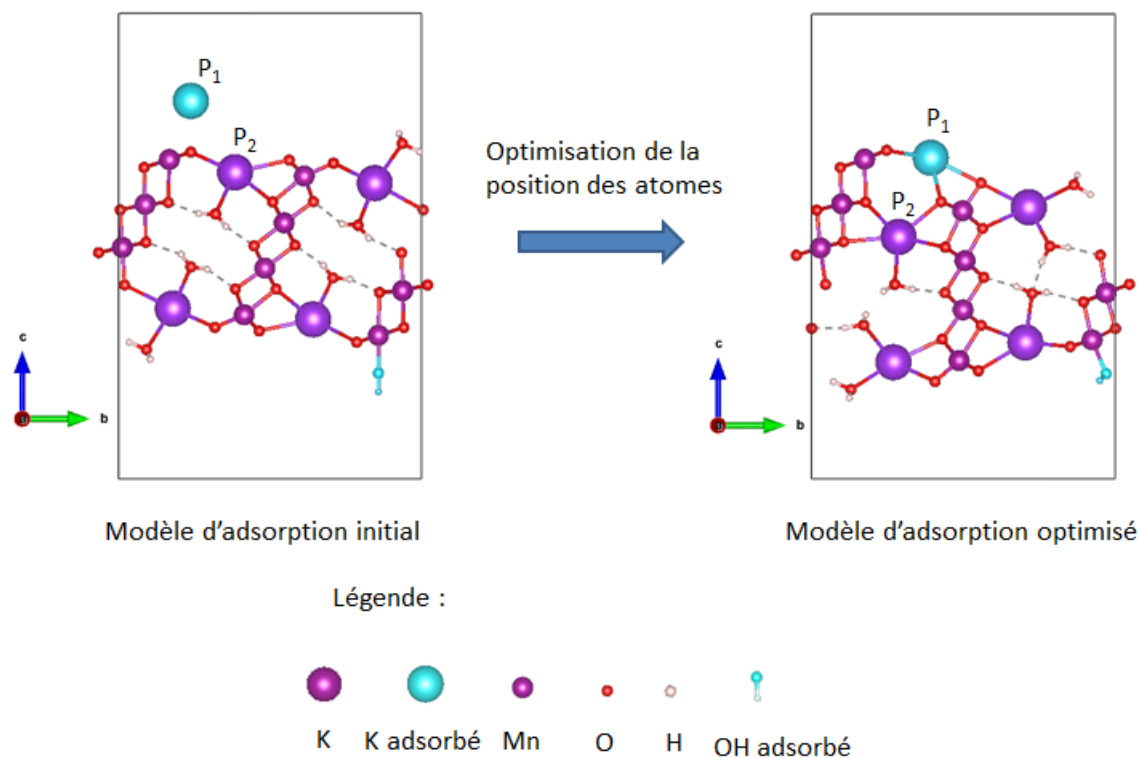 P1
P2
c
b
a
Modèle d'adsorption initial
Optimisation de la
position des atomes
P1
P2
c
b
a
Modèle d'adsorption optimisé
Légende :
K
K adsorbé
Mn
O
H
OH adsorbé